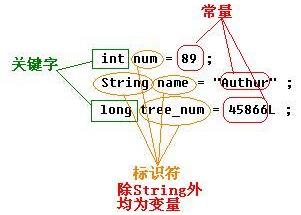 常量
关键字
int num = 89 ;
String name = "Authur" ;
long tree_num = 45866L ;
标识符
除String外
均为变量